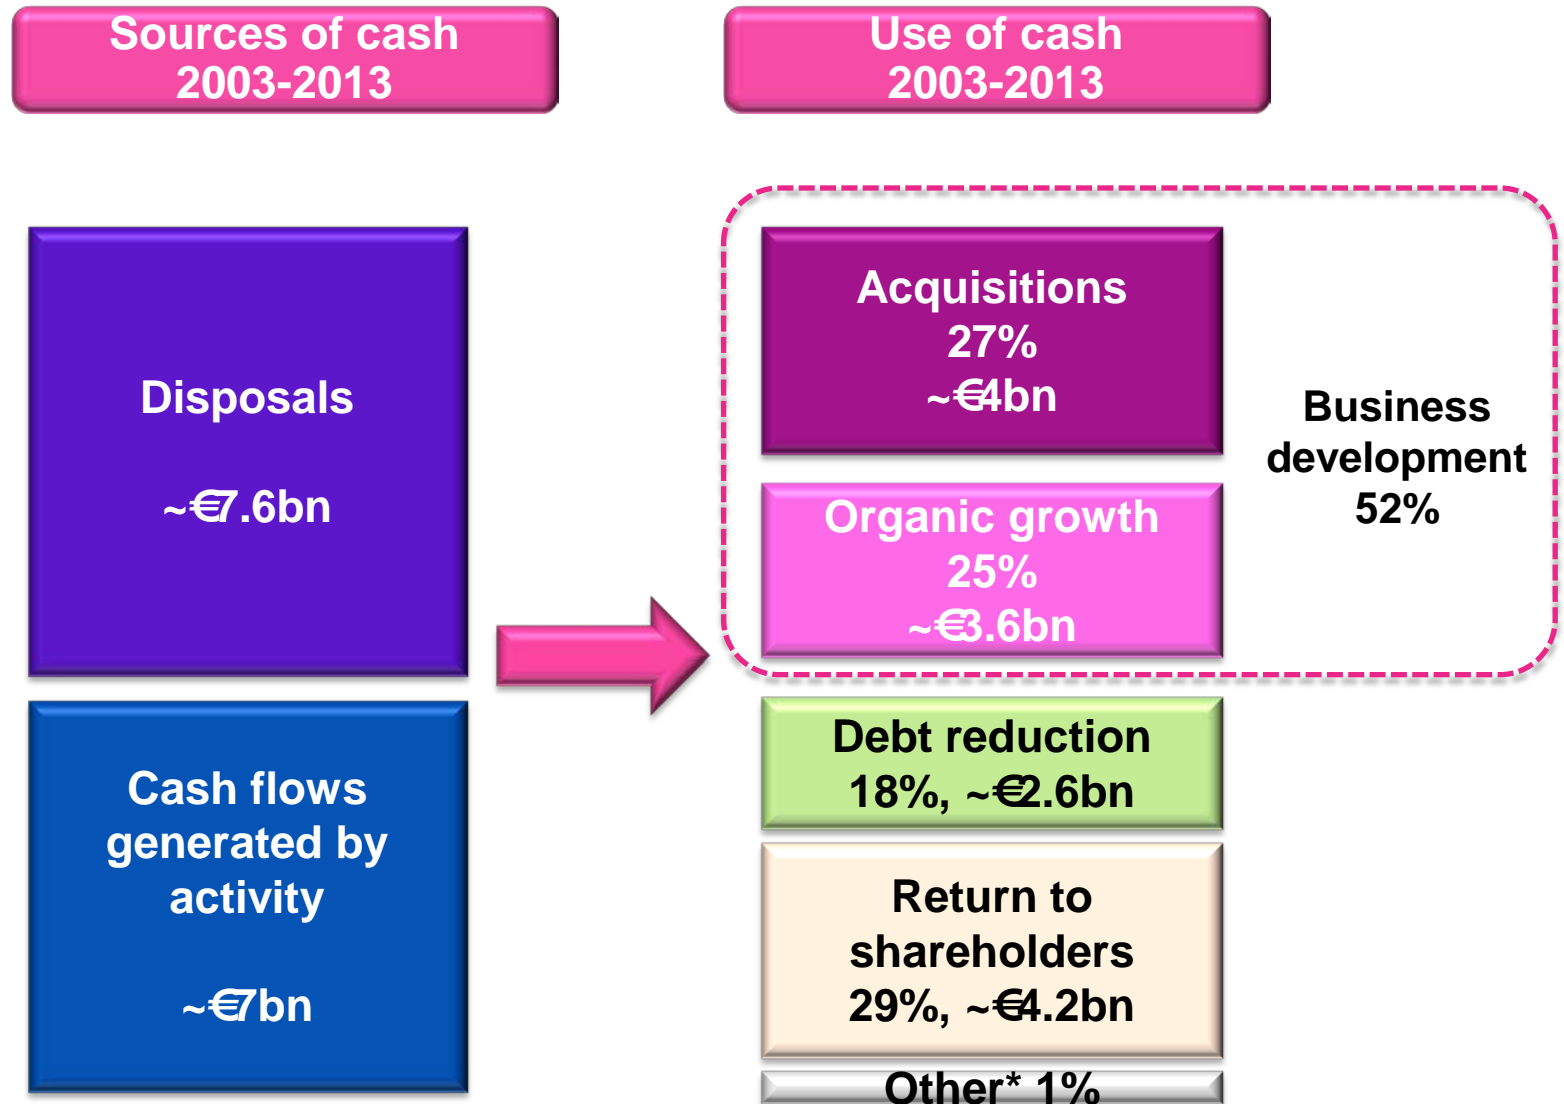 Sources of cash
2003-2013
Use of cash
2003-2013
Disposals
~€7.6bn
Cash flows
generated by
activity
~€7bn
Acquisitions
27%
~€4bn
Organic growth
25%
~€3.6bn
Business
development
52%
Debt reduction
18%, ~€2.6bn
Return to
shareholders
29%, ~€4.2bn
Other* 1%